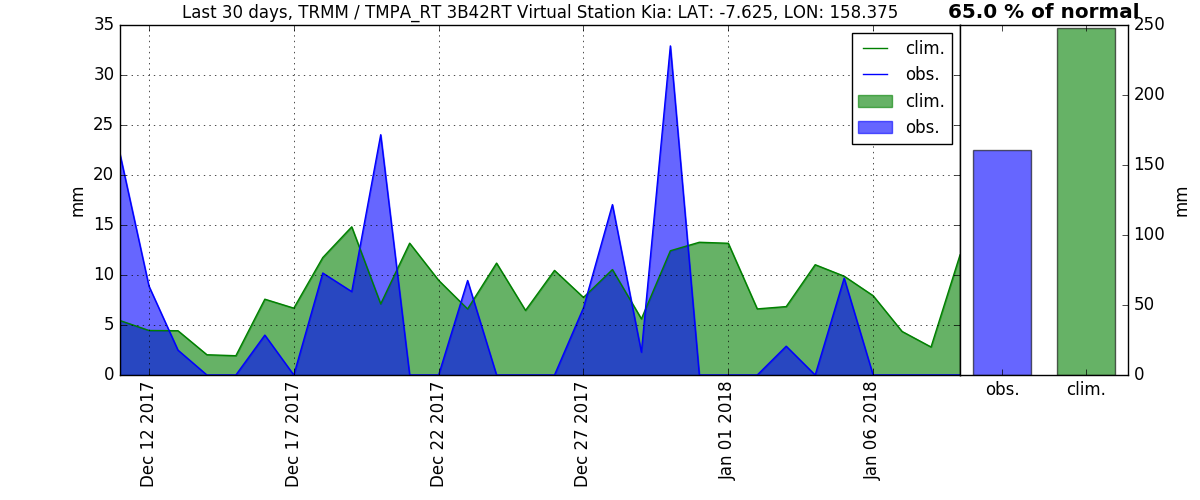 Last 30 days, TRMM / TMPA_RT 3B42RT Virtual Station Kia: LAT: -7.625, LON: 158.375
65.0 % of normal
35
30
25
20
15
10
5
0
mm
clim.
obs.
clim.
obs.
250
200
150
100
50
0
mm
obs.
clim.
Dec 12 2017
Dec 17 2017
Dec 22 2017
Dec 27 2017
Jan 01 2018
Jan 06 2018